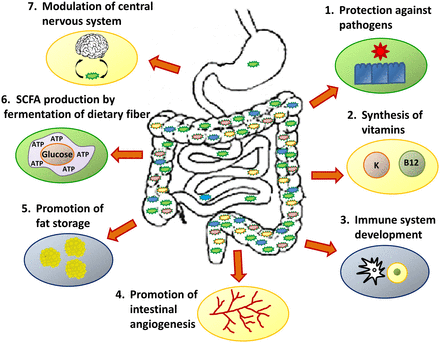 1. Protection against
pathogens
2. Synthesis of
vitamins
K
B12
3. Immune system
development
4. Promotion of
intestinal
angiogenesis
5. Promotion of
fat storage
6. SCFA production by
fermentation of dietary fiber
ATP
ATP
ATP
Glucose
ATP
ATP
ATP
7. Modulation of central
nervous system